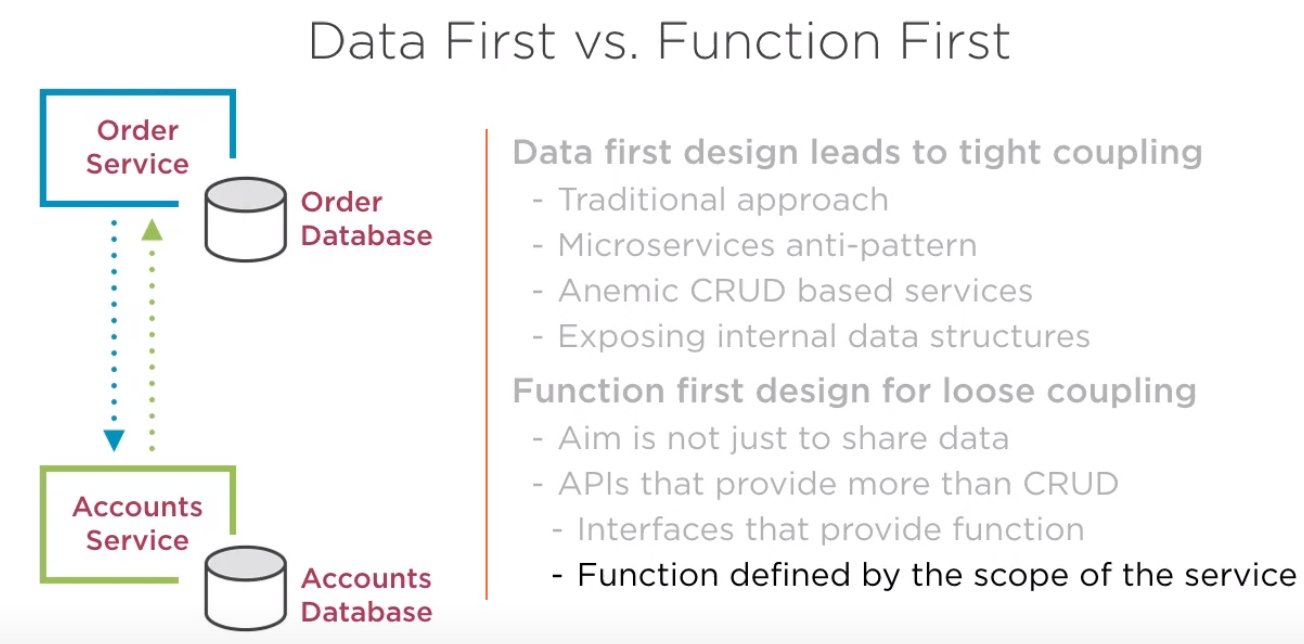 Data First vs. Function First
Order
Service
Order
Database
Accounts
Service
Accounts
Database
Data first design leads to tight coupling
- Traditional approach
- Microservices anti-pattern
- Anemic CRUD based services
- Exposing internal data structures
Function first design for loose coupling
- Aim is not just to share data
- APIs that provide more than CRUD
- Interfaces that provide function
- Function defined by the scope of the service